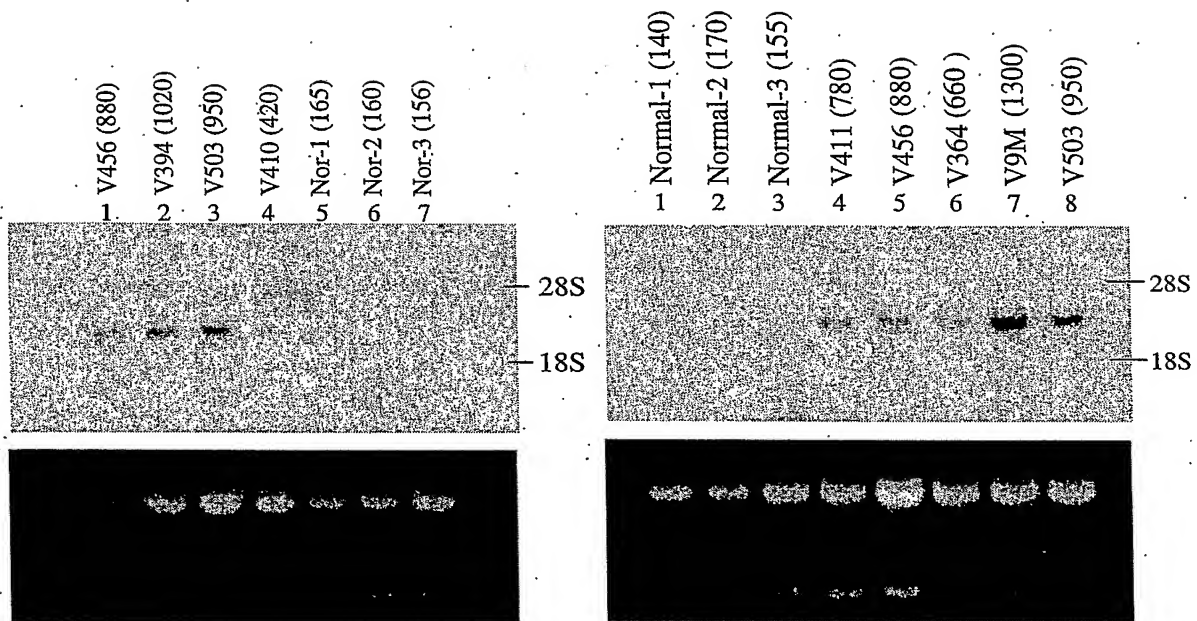 V456 (880)
V394 (1020)
V503 (950)
V410 (420)
Nor-1 (165)
Nor-2 (160)
Nor-3 (156)
1 2 3 4 5 6 7
28S
18S
Normal-1 (140)
Normal-2 (170)
Normal-3 (155)
V411 (780)
V456 (880)
V364 (660 )
V9M (1300)
V503 (950)
1 2 3 4 5 6 7 8
28S
18S